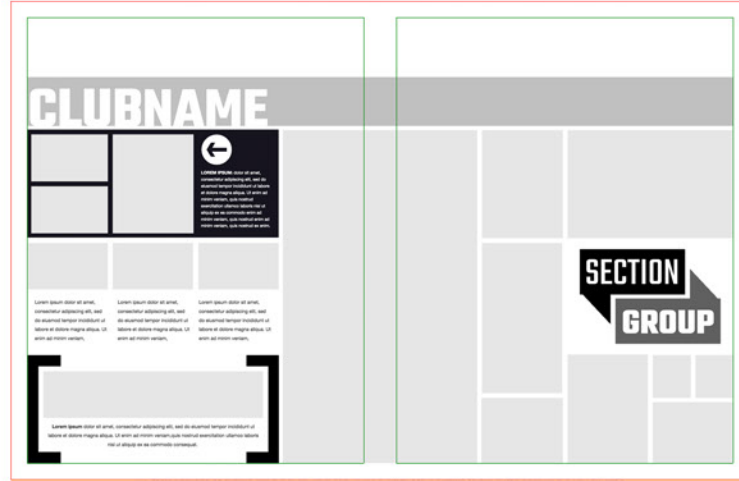 CLUBNAME
LOREM IPSUM: dolor sit amet,
consectetur adipiscing elit, sed do
eiusmod tempor incididunt ut labore
et dolore magna aliqua. Ut enim ad
minim veniam, quis nostrud
exercitation ullamco laboris nisi ut
aliquip ex ea commodo enim ad
minim veniam, quis nostrud enim ad
minim veniam, quis nostrud ex enim.
Lorem ipsum dolor sit amet,
consectetur adipiscing elit, sed
do eiusmod tempor incididunt ut
labore et dolore magna aliqua. Ut
enim ad minim veniam,
Lorem ipsum dolor sit amet,
consectetur adipiscing elit, sed
do eiusmod tempor incididunt ut
labore et dolore magna aliqua. Ut
enim ad minim veniam,
Lorem ipsum dolor sit amet,
consectetur adipiscing elit, sed
do eiusmod tempor incididunt ut
labore et dolore magna aliqua. Ut
enim ad minim veniam,
Lorem ipsum dolor sit amet, consectetur adipiscing elit, sed do eiusmod tempor incididunt ut
labore et dolore magna aliqua. Ut enim ad minim veniam,quis nostrud exercitation ullamco laboris
nisi ut aliquip ex ea commodo consequat.
SECTION
GROUP